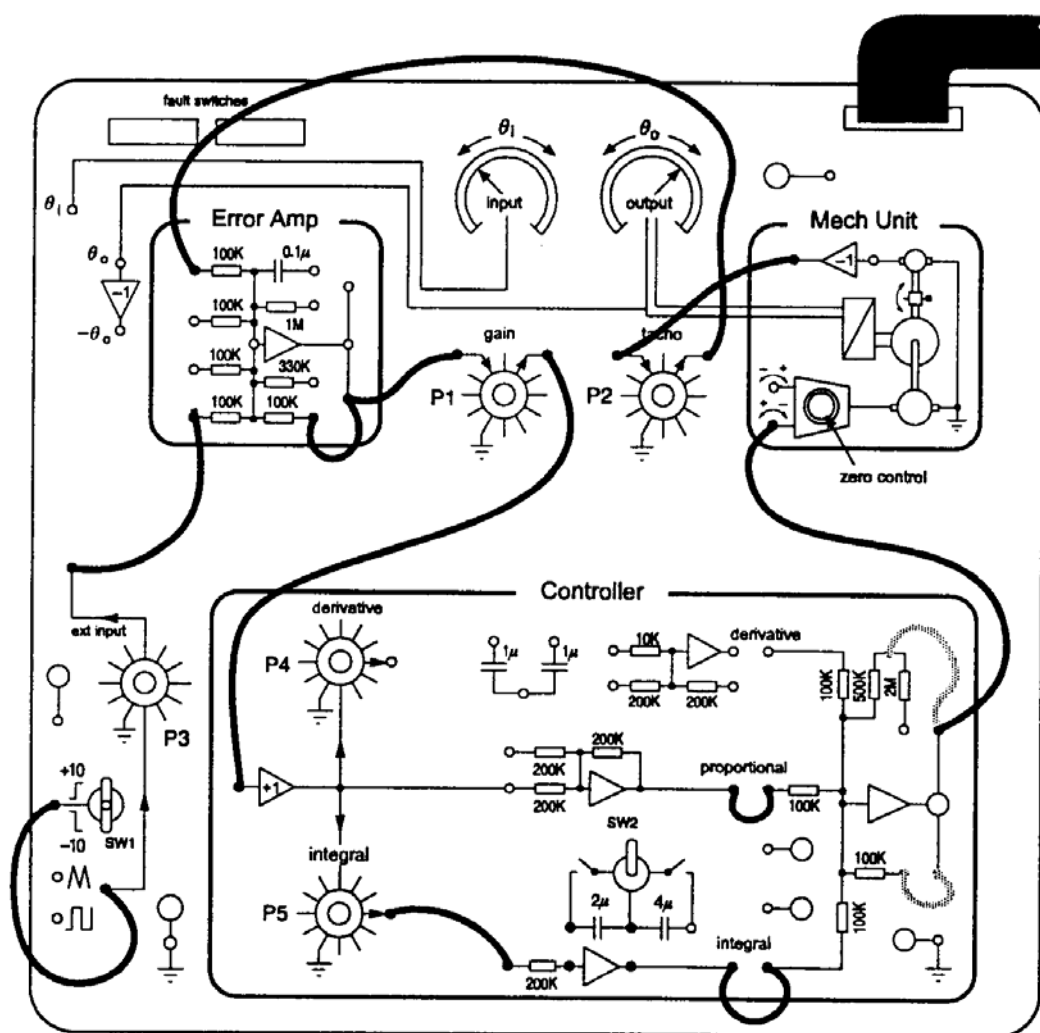 fault switches
θI
θo
input
output
θI
θo
-1
-θo
Error Amp
100K
0.1μ
100K
1M
100K
330K
100K
100K
gain
P1
tacho
P2
Mech Unit
-1
- +
+ -
zero control
ext input
P3
+10
-10
SW1
Controller
derivative
P4
1μ
1μ
10K
derivative
200K
200K
100K
500K
2M
+1
200K
200K
200K
proportional
100K
integral
P5
SW2
2μ
4μ
100K
100K
200K
integral